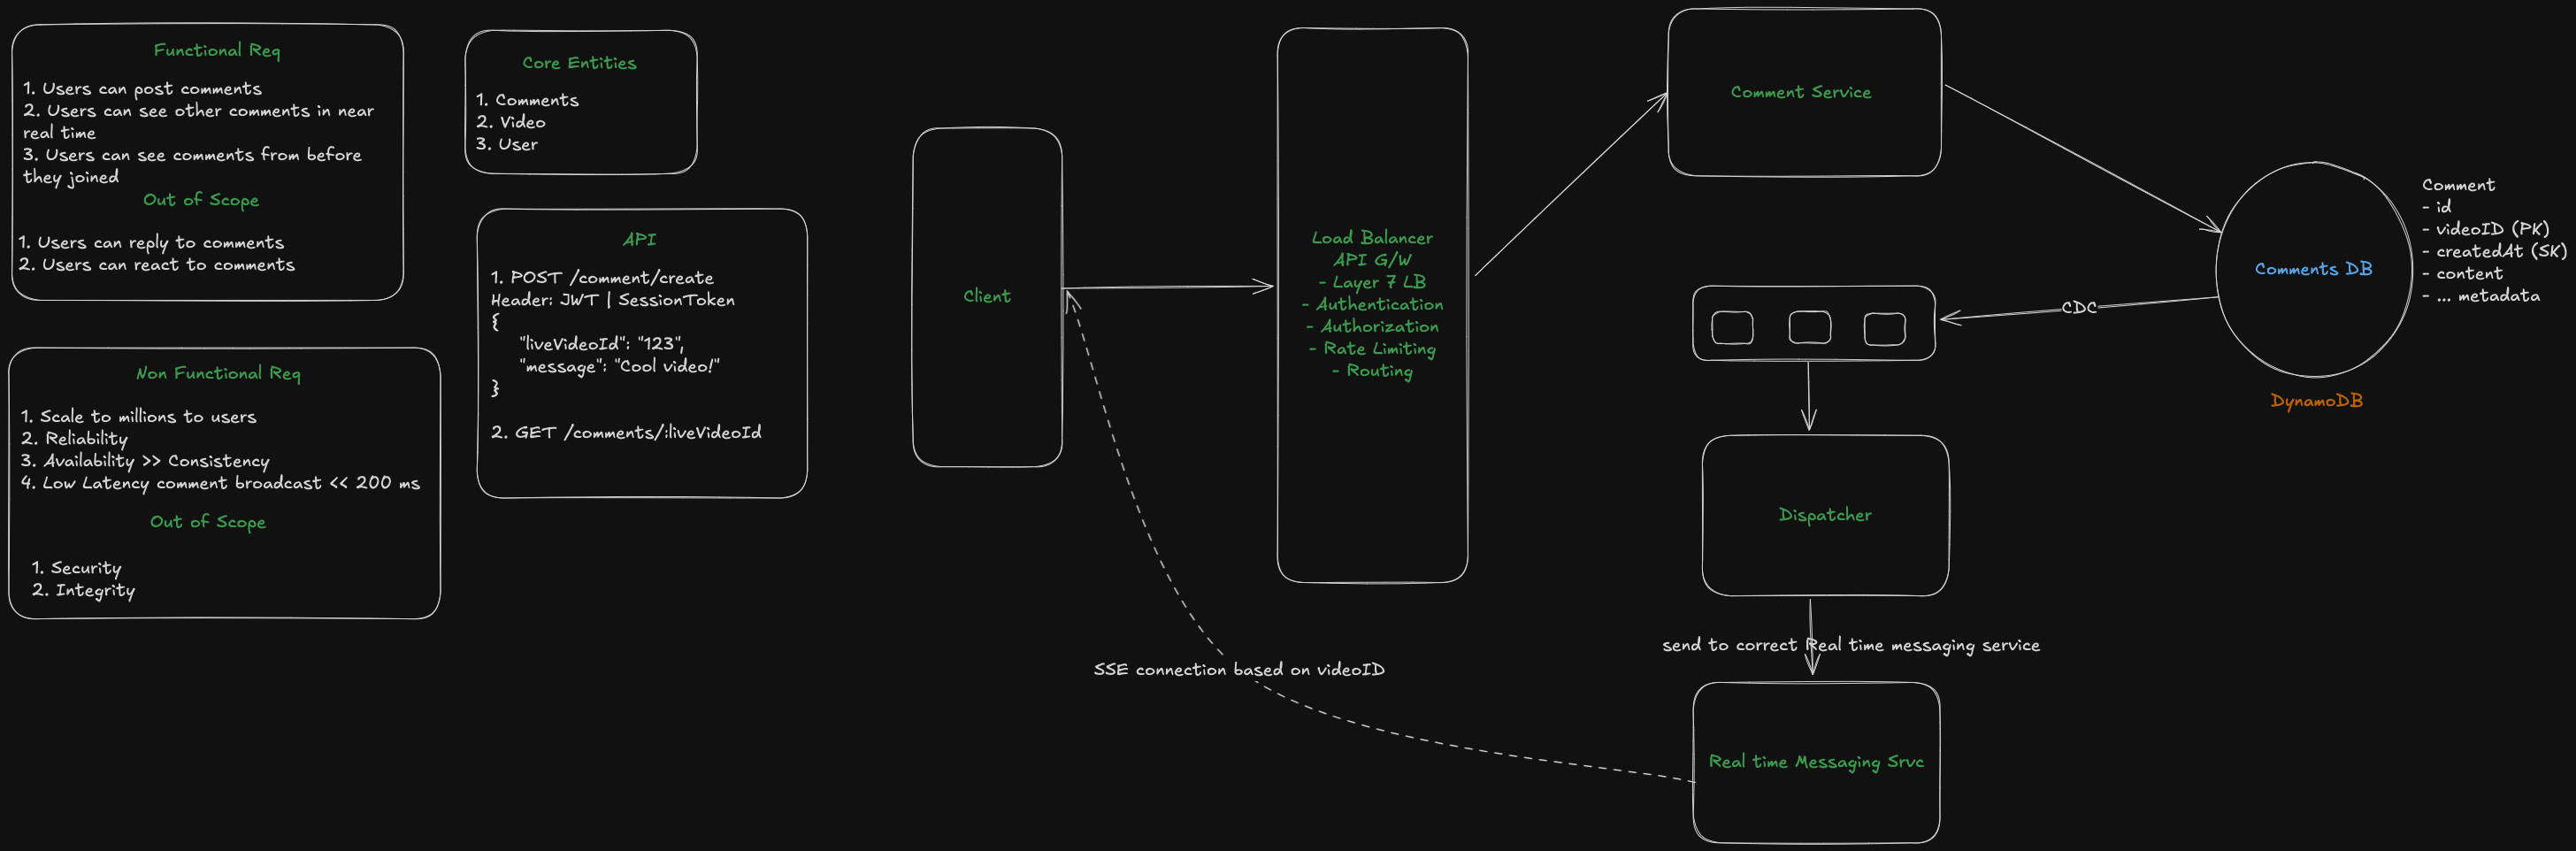 Functional Req
1. Users can post comments
2. Users can see other comments in near
real time
3. Users can see comments from before
they joined
Out of Scope
1. Users can reply to comments
2. Users can react to comments
Non Functional Req
1. Scale to millions to users
2. Reliability
3. Availability >> Consistency
4. Low Latency comment broadcast << 200 ms
Out of Scope
1. Security
2. Integrity
Core Entities
1. Comments
2. Video
3. User
API
1. POST /comment/create
Header: JWT | SessionToken
{
"liveVideoId": "123",
"message": "Cool video!"
}
2. GET /comments/:liveVideoId
Client
Load Balancer
API G/W
- Layer 7 LB
- Authentication
- Authorization
- Rate Limiting
- Routing
Comment Service
Comments DB
DynamoDB
Comment
- id
- videoID (PK)
- createdAt (SK)
- content
- ... metadata
CDC
Dispatcher
send to correct Real time messaging service
SSE connection based on videoID
Real time Messaging Srvc